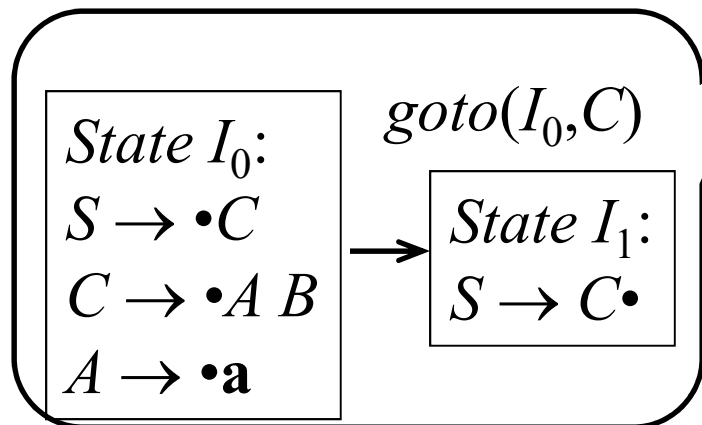 State I₀:
S → •C
C → •A B
A → •a
goto(I₀,C)
State I₁:
S → C•